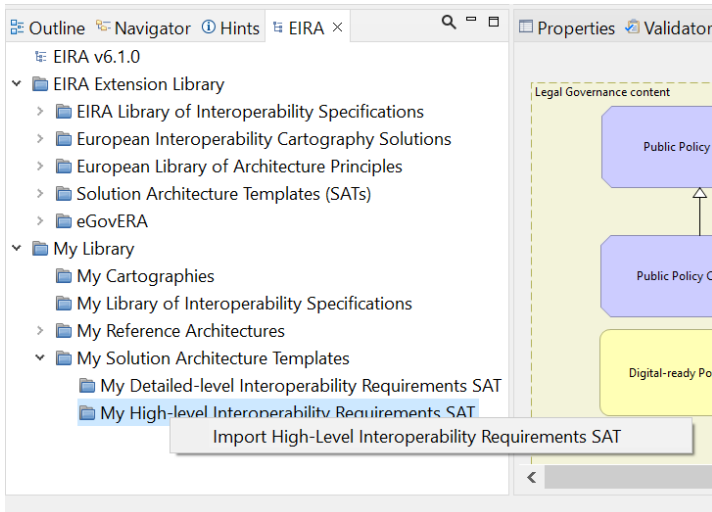 Outline Navigator Hints EIRA
EIRA v6.1.0
EIRA Extension Library
EIRA Library of Interoperability Specifications
European Interoperability Cartography Solutions
European Library of Architecture Principles
Solution Architecture Templates (SATs)
eGovERA
My Library
My Cartographies
My Library of Interoperability Specifications
My Reference Architectures
My Solution Architecture Templates
My Detailed-level Interoperability Requirements SAT
My High-level Interoperability Requirements SAT
Import High-Level Interoperability Requirements SAT
Properties Validator
Legal Governance content
Public Policy
Public Policy C
Digital-ready Po